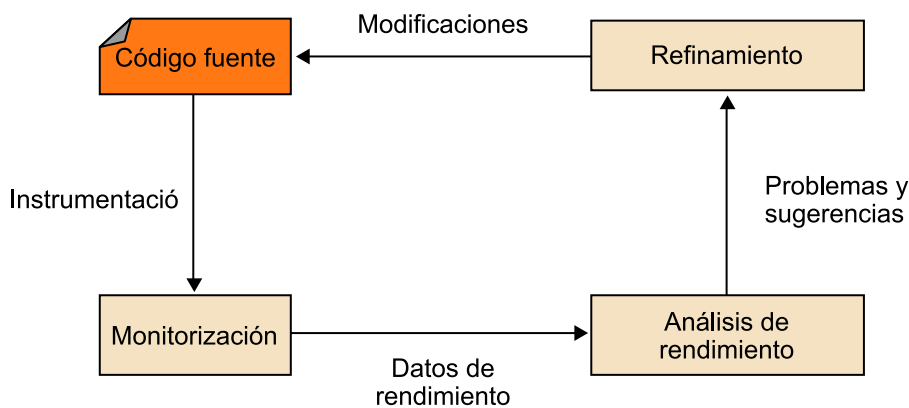 Modificaciones
Código fuente
Refinamiento
Instrumentació
Problemas y
sugerencias
Monitorización
Análisis de
rendimiento
Datos de
rendimiento